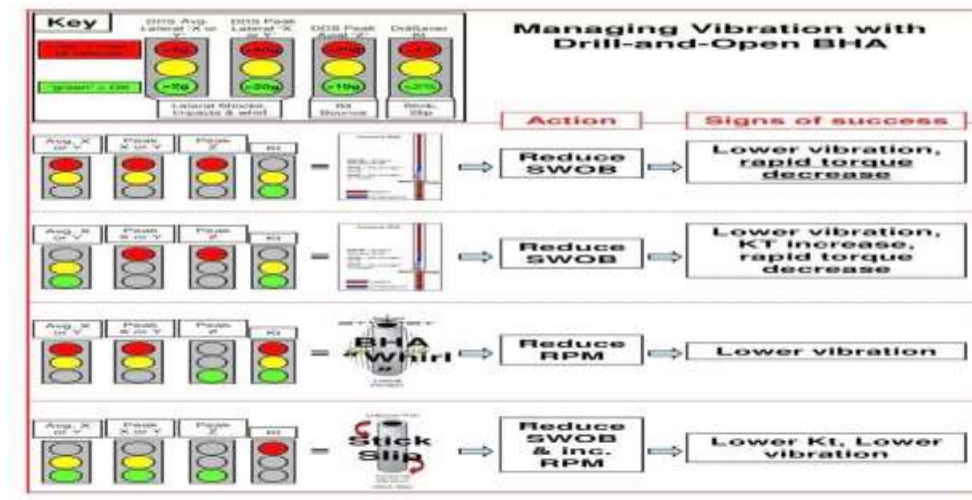 Key
DDS Avg.
Lateral "X or
Y"
DDS Peak
Lateral "X
or Y"
DDS Peak
Axial "Z"
DrillSaver
Kt
'green' = OK
Lateral Shocks,
Impacts & whirl
Bit
Bounce
Stick-
Slip
Managing Vibration with
Drill-and-Open BHA
Action
Signs of success
Avg. X
or Y
Peak
X or Y
Peak
Z
Kt
=
Reduce
SWOB
Lower vibration,
rapid torque
decrease
Avg. X
or Y
Peak
X or Y
Peak
Z
Kt
=
Reduce
SWOB
Lower vibration,
KT increase,
rapid torque
decrease
Avg. X
or Y
Peak
X or Y
Peak
Z
Kt
=
BHA
Whirl
Reduce
RPM
Lower vibration
Avg. X
or Y
Peak
X or Y
Peak
Z
Kt
=
Stick
Slip
Reduce
SWOB
& inc.
RPM
Lower Kt, Lower
vibration